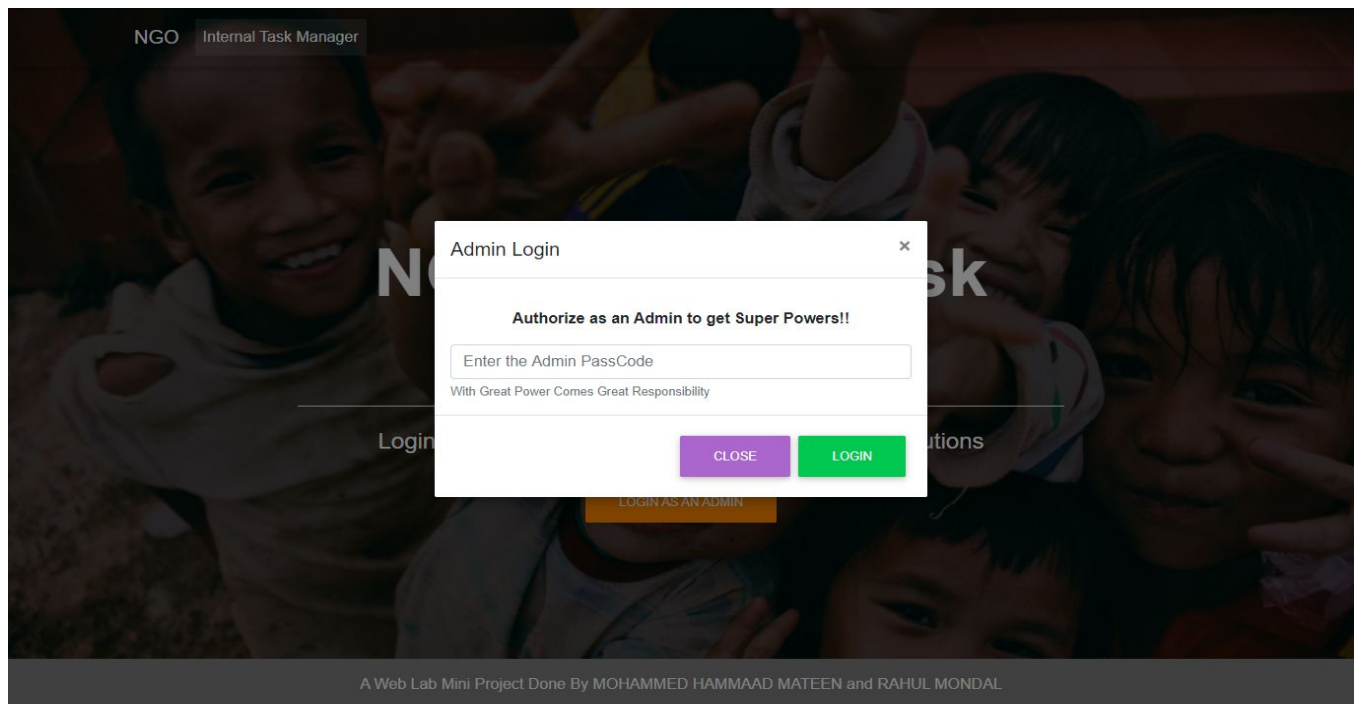 NGO Internal Task Manager
Admin Login ×
sk
Authorize as an Admin to get Super Powers!!
Enter the Admin PassCode
With Great Power Comes Great Responsibility
Login
CLOSE LOGIN
LOGIN AS AN ADMIN
A Web Lab Mini Project Done By MOHAMMED HAMMAAD MATEEN and RAHUL MONDAL